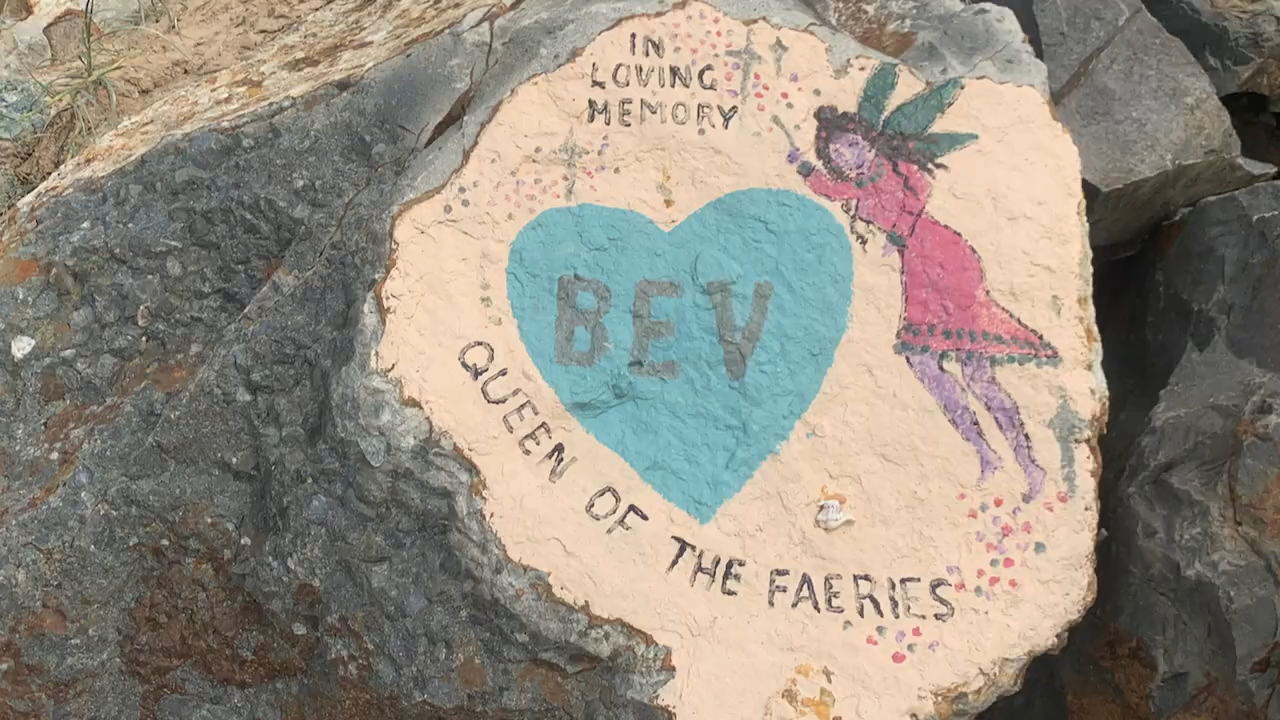 IN
LOVING
MEMORY
BEV
QUEEN OF THE FAERIES